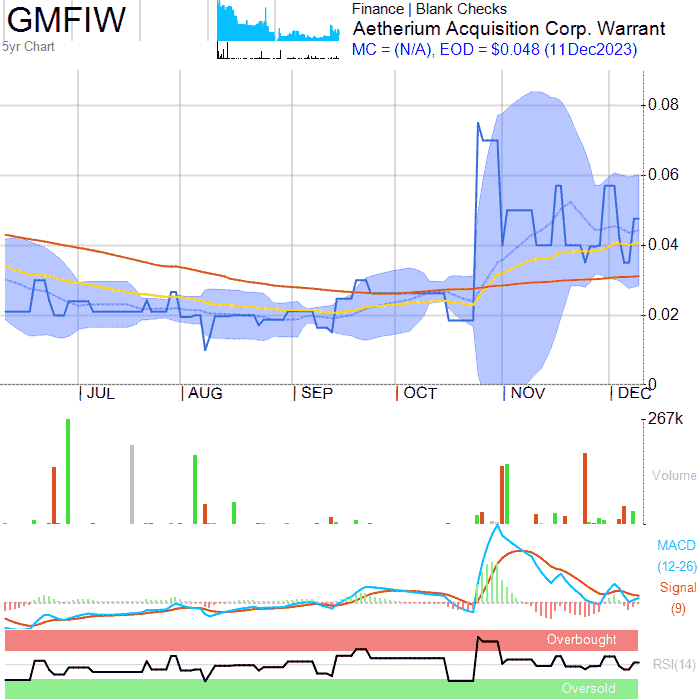 GMFIW
5yr Chart
Finance | Blank Checks
Aetherium Acquisition Corp. Warrant
MC = (N/A), EOD = $0.048 (11Dec2023)
0.08
0.06
0.04
0.02
0
JUL AUG SEP OCT NOV DEC
267k
Volume
MACD
(12-26)
Signal
(9)
Overbought
RSI(14)
Oversold